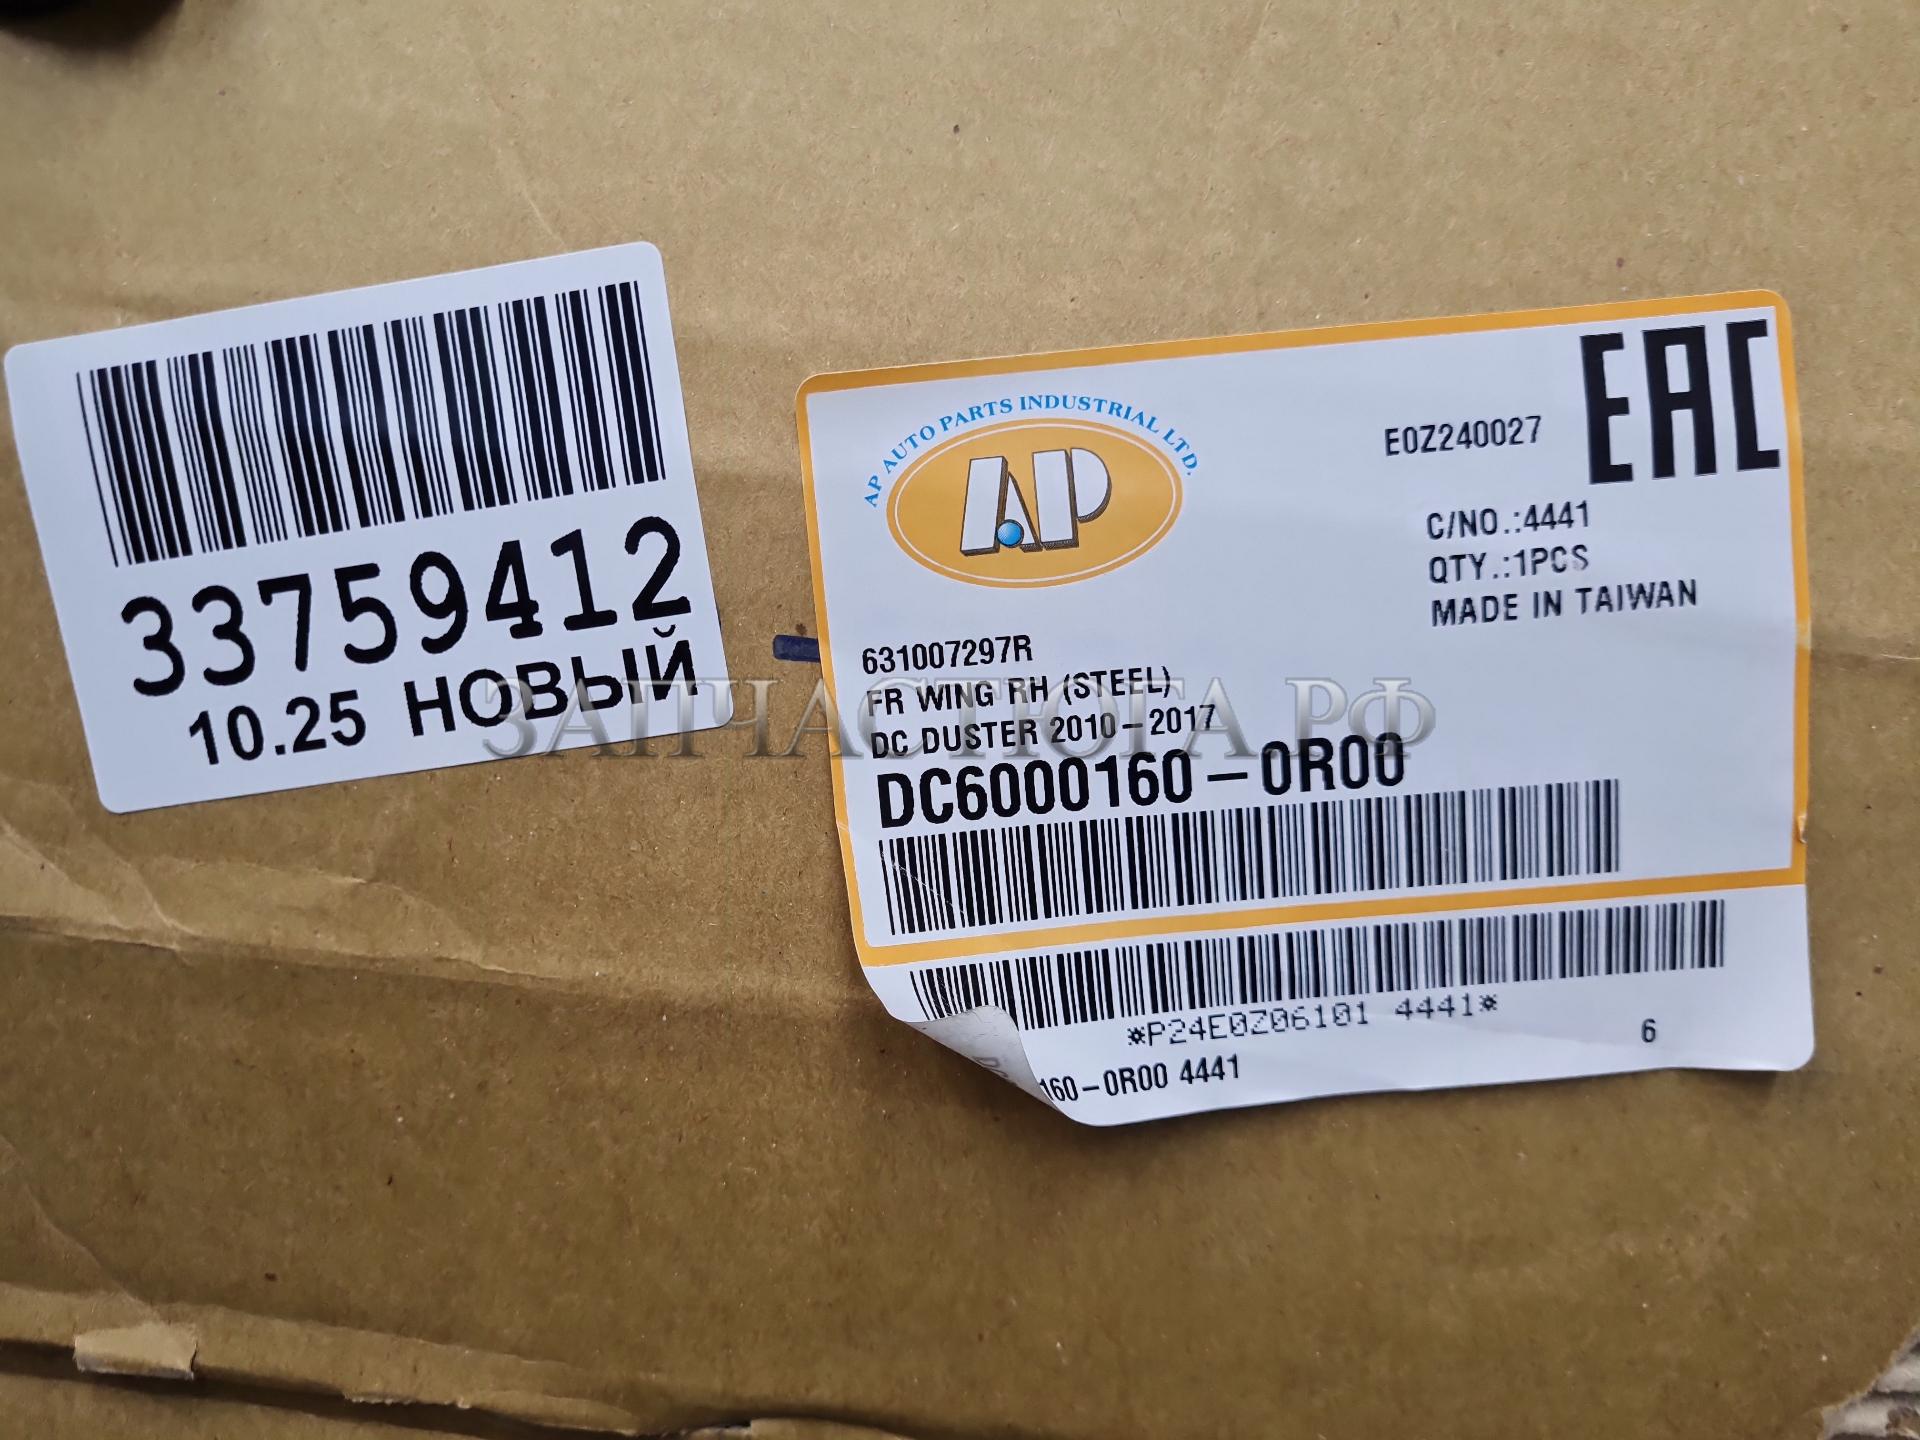 33759412
10.25 НОВЫЙ
AP AUTO PARTS INDUSTRIAL LTD.
AP
E0Z240027
EAC
C/NO.:4441
QTY.:1PCS
MADE IN TAIWAN
631007297R
FR WING RH (STEEL)
DC DUSTER 2010-2017
DC6000160-0R00
*P24E0Z06101 4441*
160-0R00 4441
6
ЗАПЧАСТЮГА.РФ